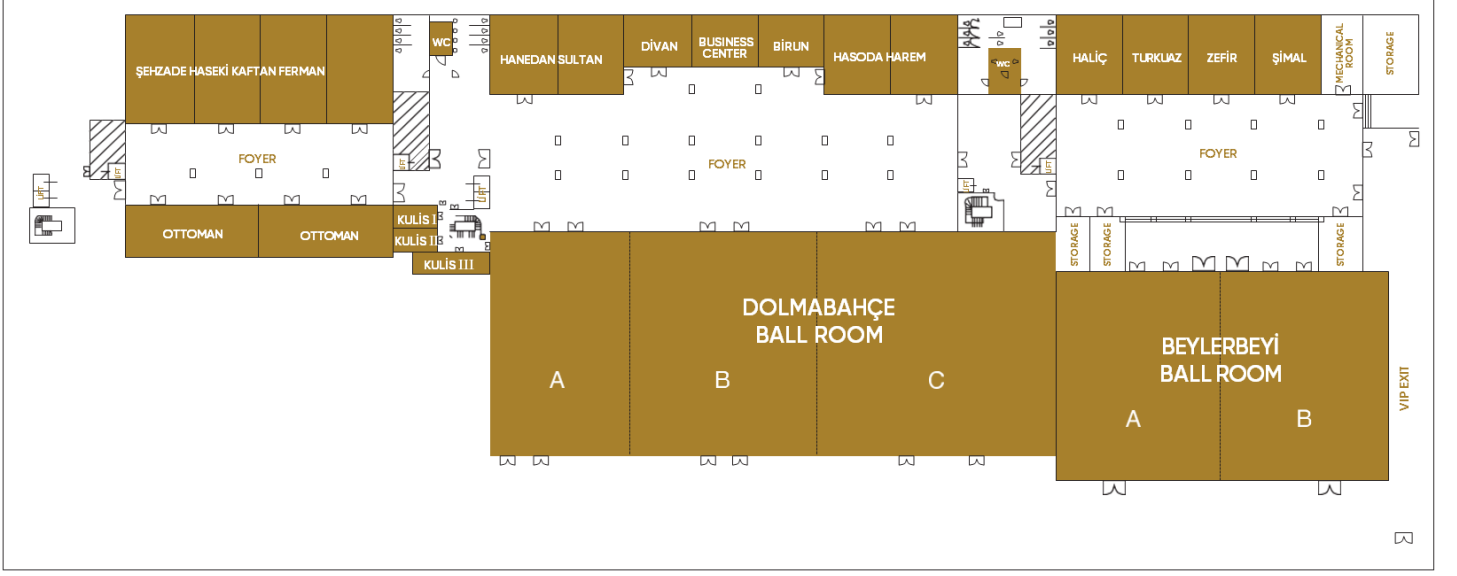 WC
ŞEHZADE HASEKİ KAFTAN FERMAN
HANEDAN SULTAN
DİVAN
BUSINESS
CENTER
BİRUN
HASODA HAREM
WC
HALİÇ
TURKUAZ
ZEFİR
ŞİMAL
MECHANICAL
ROOM
STORAGE
FOYER
FOYER
FOYER
LIFT
LIFT
LIFT
LIFT
LIFT
LIFT
OTTOMAN
OTTOMAN
KULİS I
KULİS II
KULİS III
STORAGE
STORAGE
STORAGE
DOLMABAHÇE
BALL ROOM
A
B
C
BEYLERBEYİ
BALL ROOM
A
B
VIP EXIT